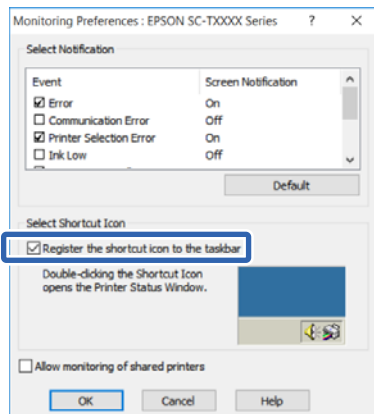 Monitoring Preferences : EPSON SC-TXXXX Series
Select Notification
Event Screen Notification
Error On
Communication Error Off
Printer Selection Error On
Ink Low Off
Default
Select Shortcut Icon
Register the shortcut icon to the taskbar
Double-clicking the Shortcut Icon
opens the Printer Status Window.
Allow monitoring of shared printers
OK Cancel Help